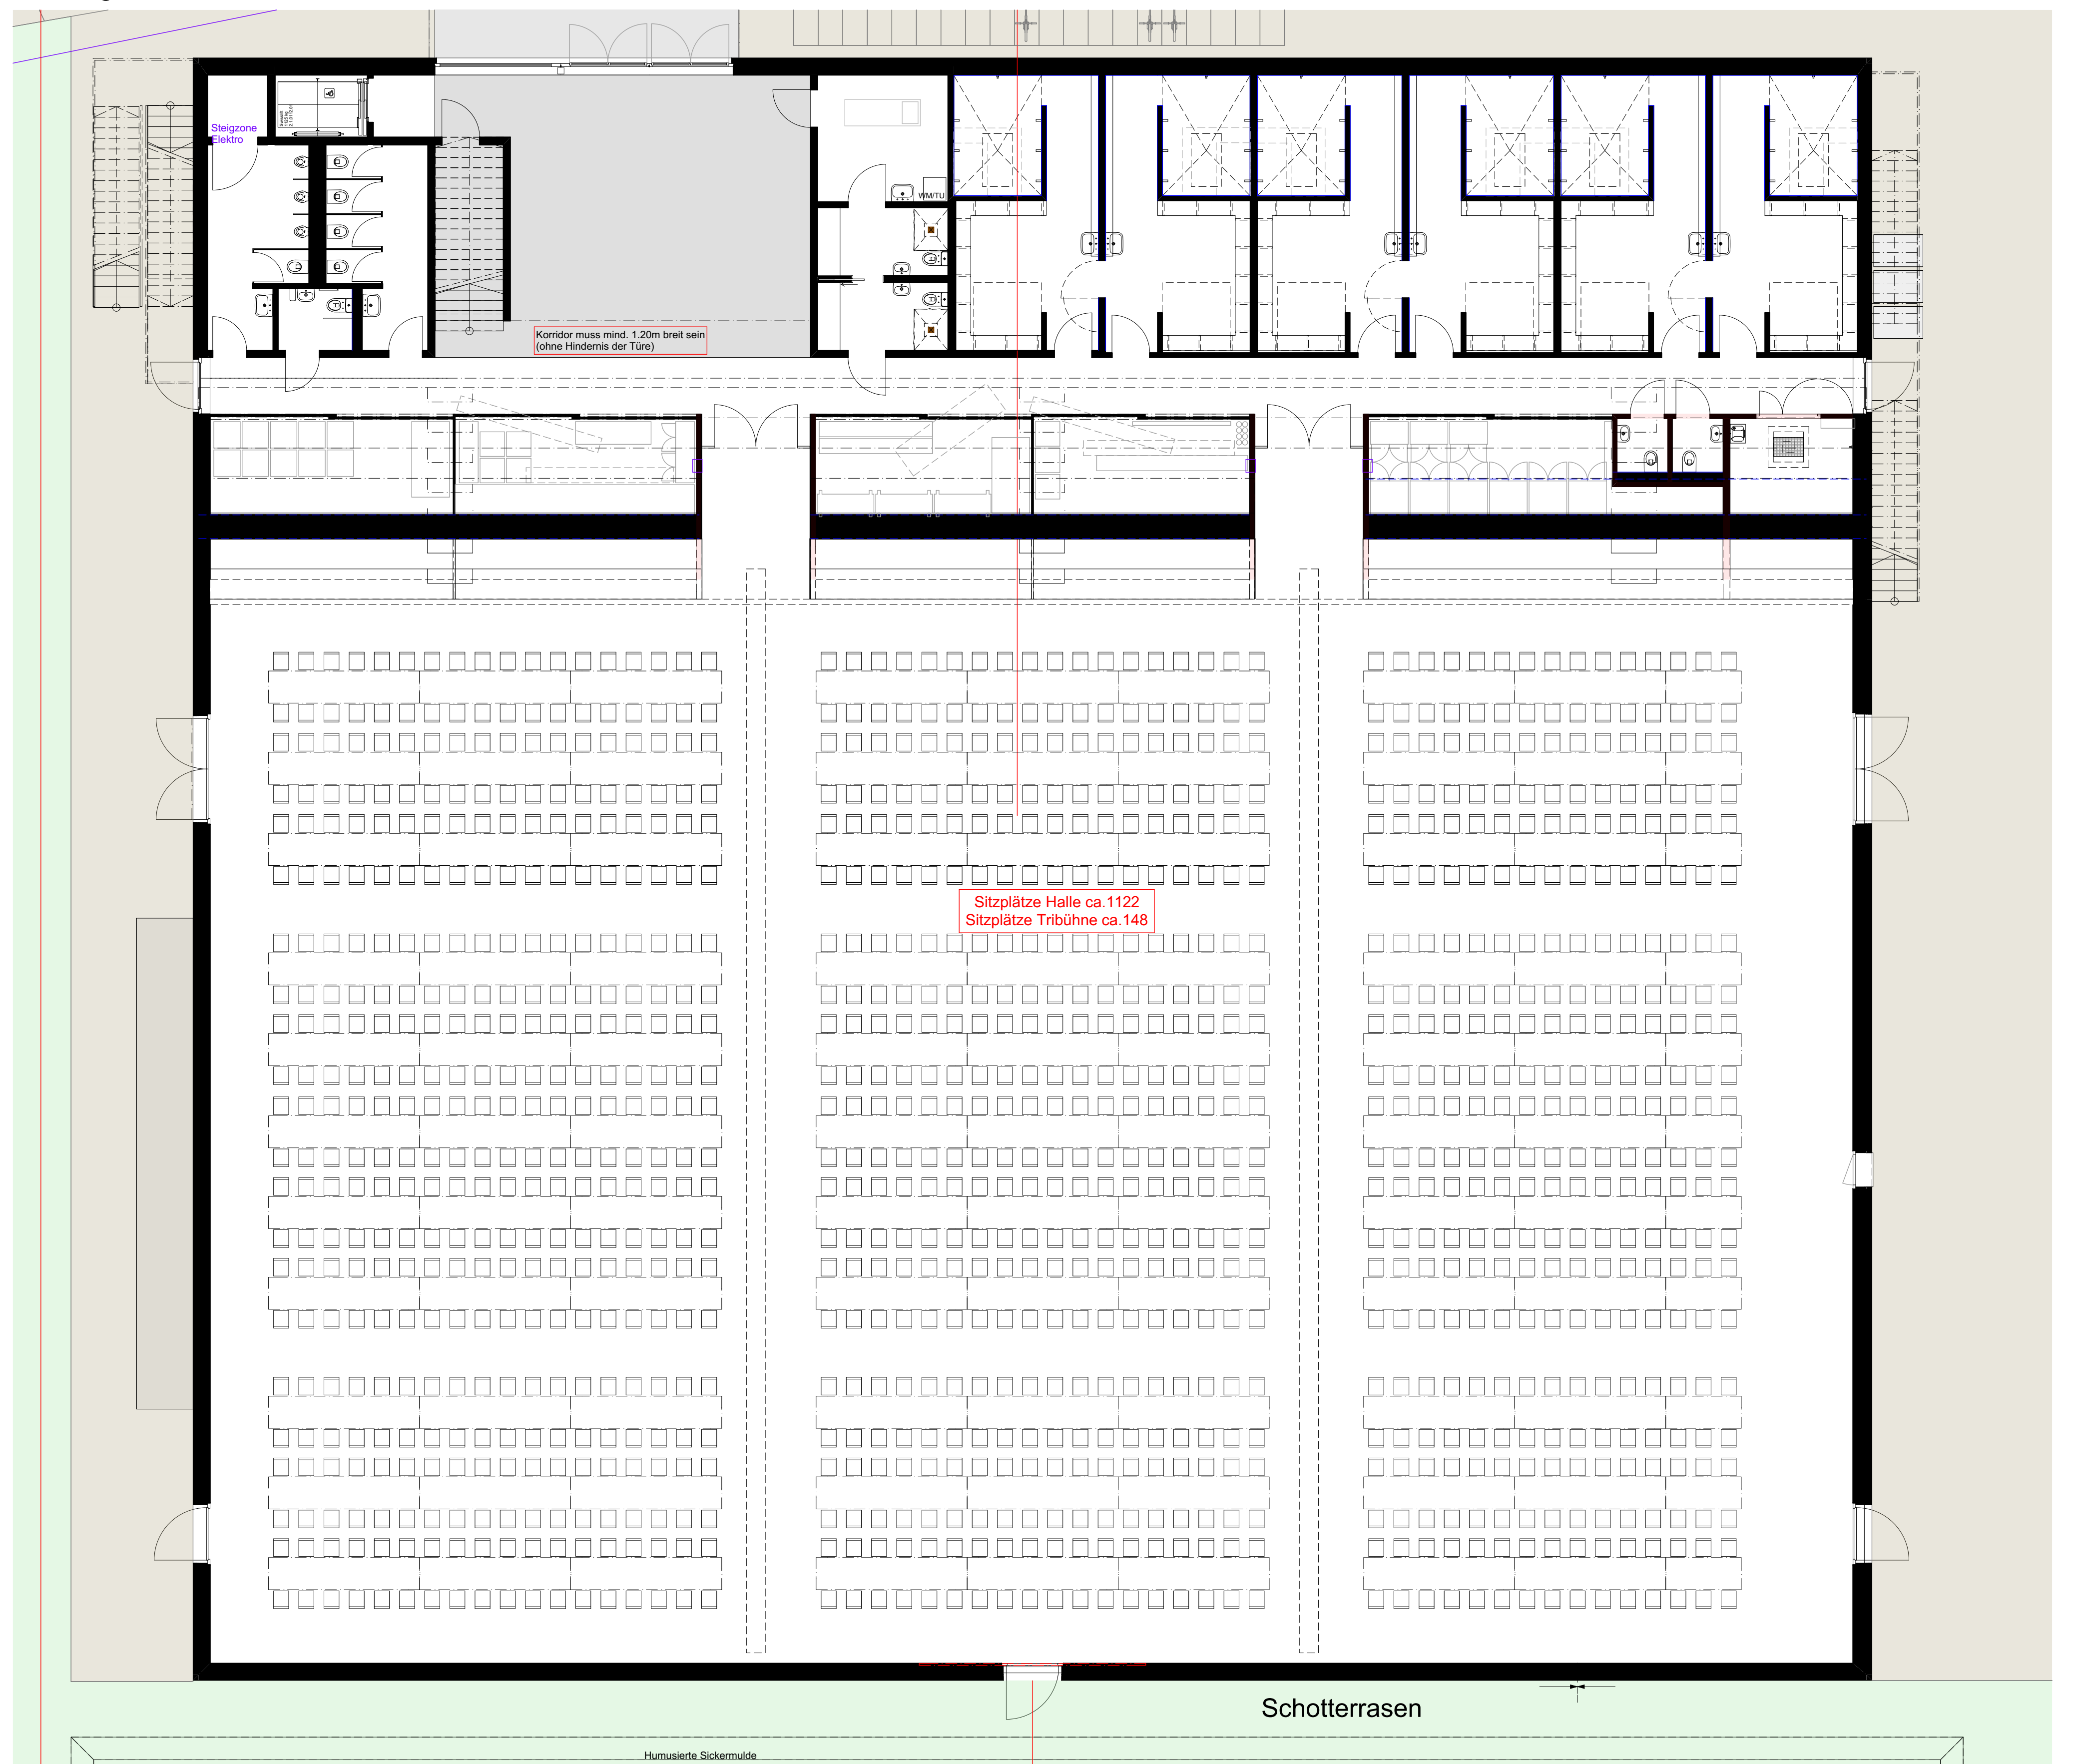 Steigzone
Elektro
WM/TU
Korridor muss mind. 1.20m breit sein
(ohne Hindernis der Türe)
Sitzplätze Halle ca.1122
Sitzplätze Tribühne ca.148
Schotterrasen
Humusierte Sickermulde